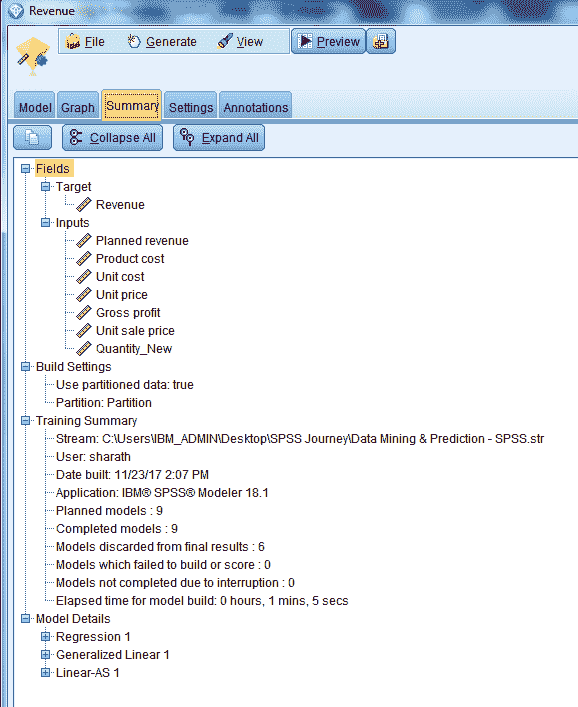 Revenue
File Generate View Preview
Model Graph Summary Settings Annotations
Collapse All Expand All
Fields
Target
Revenue
Inputs
Planned revenue
Product cost
Unit cost
Unit price
Gross profit
Unit sale price
Quantity_New
Build Settings
Use partitioned data: true
Partition: Partition
Training Summary
Stream: C:\Users\IBM_ADMIN\Desktop\SPSS Journey\Data Mining & Prediction - SPSS.str
User: sharath
Date built: 11/23/17 2:07 PM
Application: IBM® SPSS® Modeler 18.1
Planned models : 9
Completed models : 9
Models discarded from final results : 6
Models which failed to build or score : 0
Models not completed due to interruption : 0
Elapsed time for model build: 0 hours, 1 mins, 5 secs
Model Details
Regression 1
Generalized Linear 1
Linear-AS 1